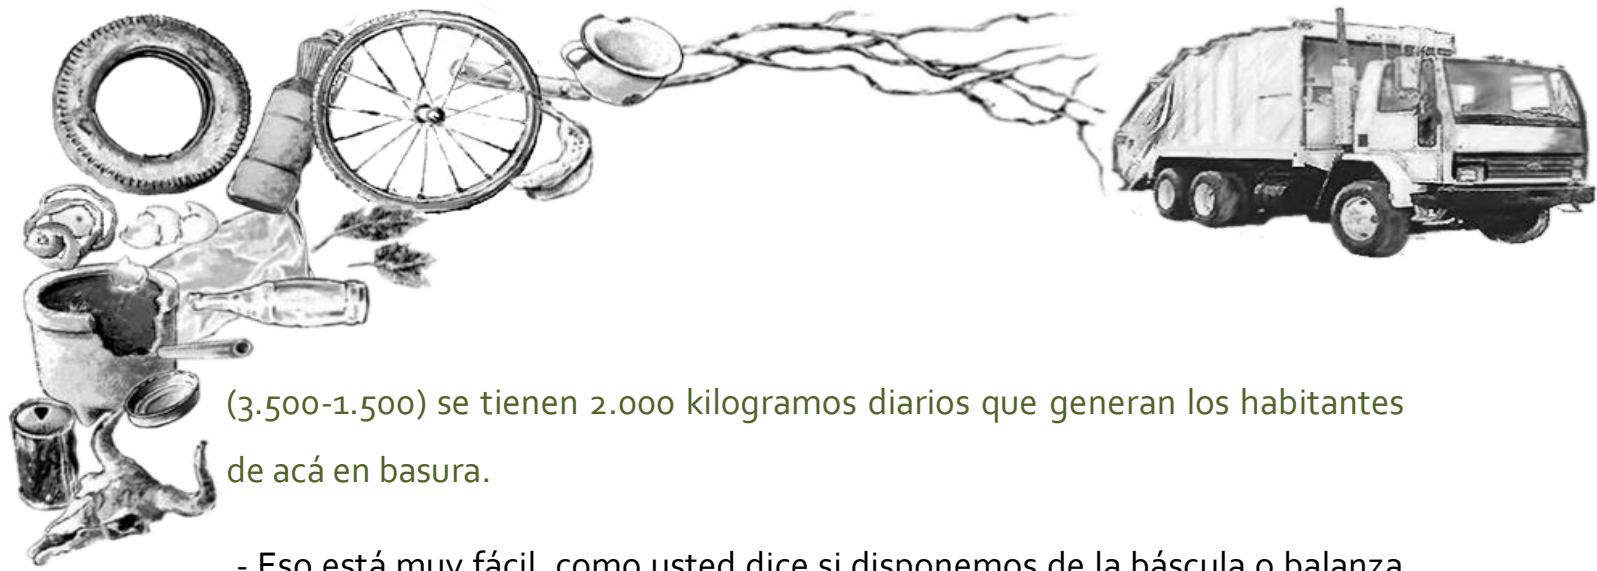 (3.500-1.500) se tienen 2.000 kilogramos diarios que generan los habitantes
de acá en basura.
- Eso está muy fácil, como usted dice si disponemos de la báscula o balanza